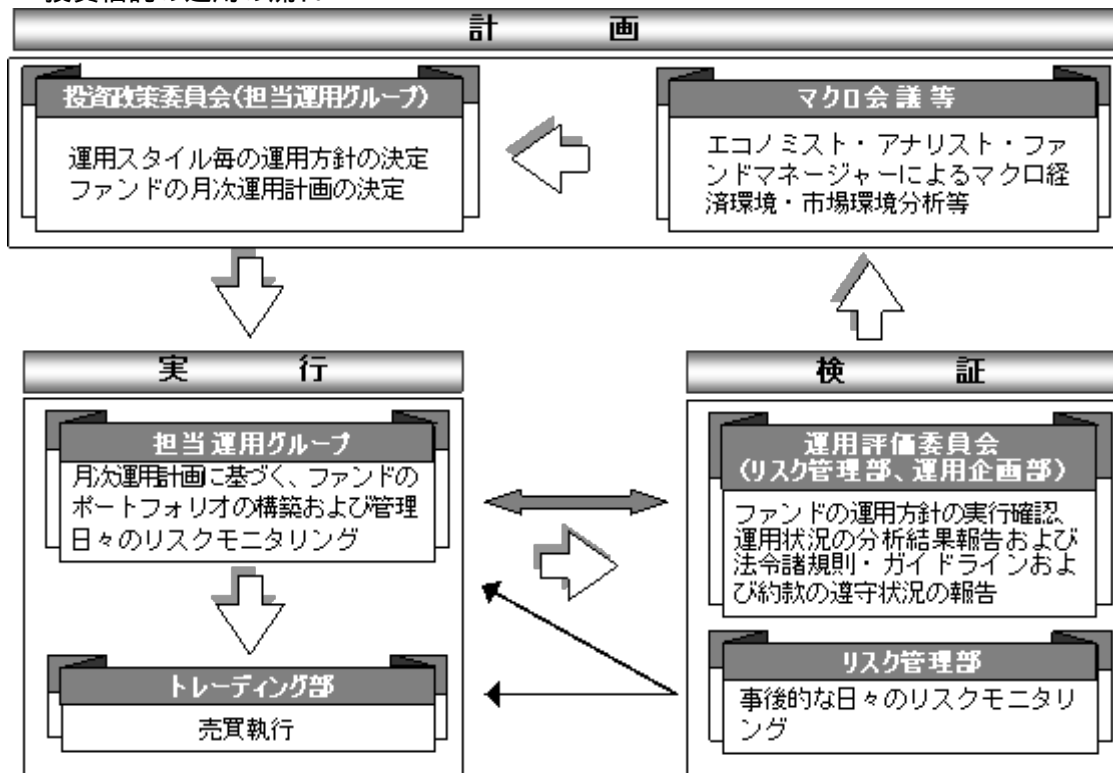 計 画
投資政策委員会(担当運用グループ)
運用スタイル毎の運用方針の決定
ファンドの月次運用計画の決定
マクロ会議等
エコノミスト・アナリスト・ファ
ンドマネージャーによるマクロ経
済環境・市場環境分析等
実 行
担当運用グループ
月次運用計画に基づく、ファンドの
ポートフォリオの構築および管理
日々のリスクモニタリング
トレーディング部
売買執行
検 証
運用評価委員会
(リスク管理部、運用企画部)
ファンドの運用方針の実行確認、
運用状況の分析結果報告および
法令諸規則・ガイドラインおよ
び約款の遵守状況の報告
リスク管理部
事後的な日々のリスクモニタリ
ング